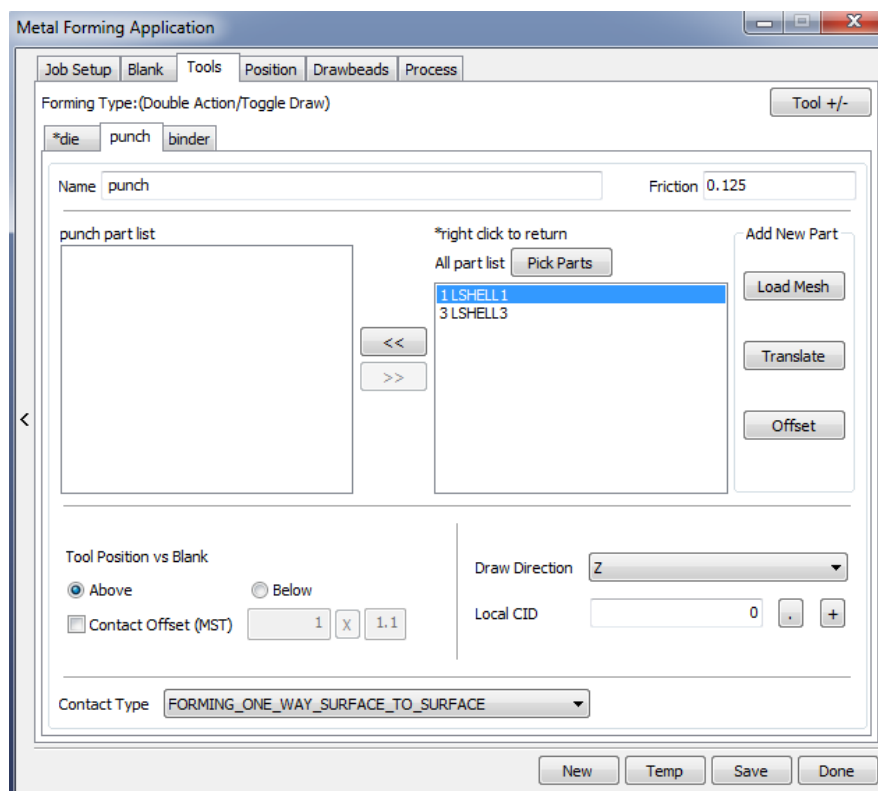 Metal Forming Application
Job Setup Blank Tools Position Drawbeads Process
Forming Type:(Double Action/Toggle Draw) Tool +/-
*die punch binder
Name punch Friction 0.125
punch part list *right click to return Add New Part
All part list Pick Parts
1 LSHELL1 Load Mesh
3 LSHELL3
<<
Translate
>>
<
Offset
Tool Position vs Blank
Draw Direction Z
Above Below
Local CID 0 . +
Contact Offset (MST) 1 X 1.1
Contact Type FORMING_ONE_WAY_SURFACE_TO_SURFACE
New Temp Save Done